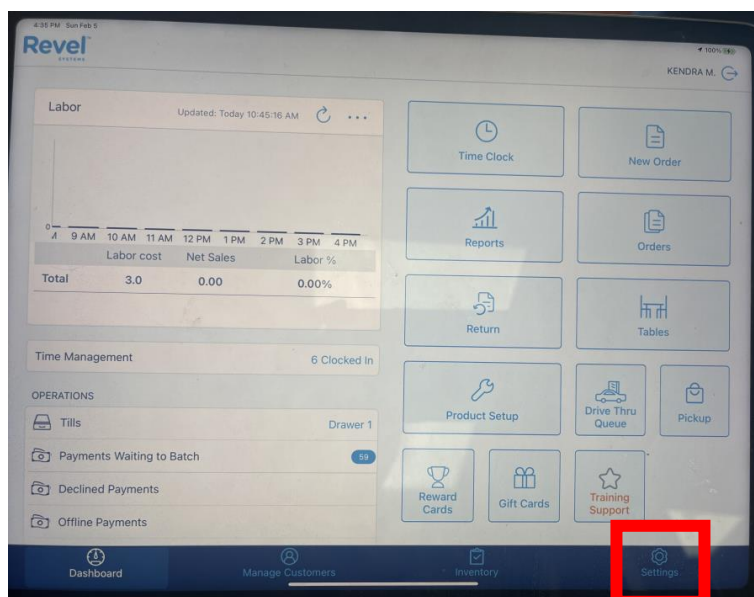 4:35 PM Sun Feb 5
100%
Revel
SYSTEMS
KENDRA M.
Labor
Updated: Today 10:45:16 AM
0
9 AM 10 AM 11 AM 12 PM 1 PM 2 PM 3 PM 4 PM
Labor cost Net Sales Labor %
Total 3.0 0.00 0.00%
Time Management 6 Clocked In
OPERATIONS
Tills Drawer 1
Payments Waiting to Batch 59
Declined Payments
Offline Payments
Time Clock
New Order
Reports
Orders
Return
Tables
Product Setup
Drive Thru
Queue
Pickup
Reward
Cards
Gift Cards
Training
Support
Dashboard
Manage Customers
Inventory
Settings